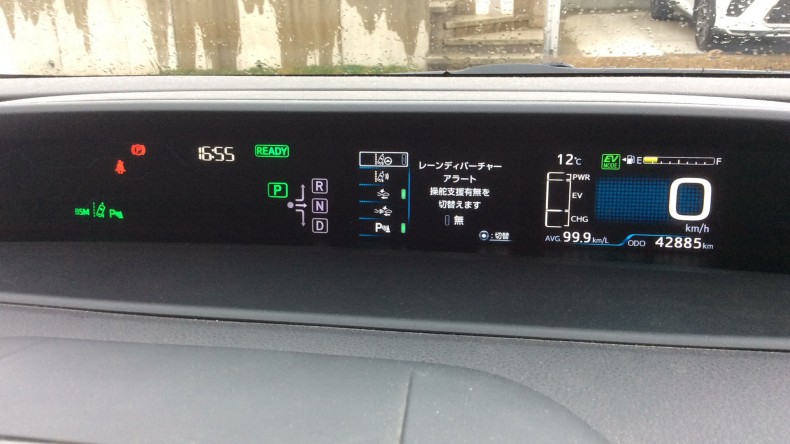 16:55
READY
P
R
N
D
BSM
P
P
P
レーンディパーチャー
アラート
操舵支援有無を
切替えます
無
:切替
12℃
EV
MODE
E
F
PWR
EV
CHG
0
km/h
AVG. 99.9 km/L
ODO 42885 km